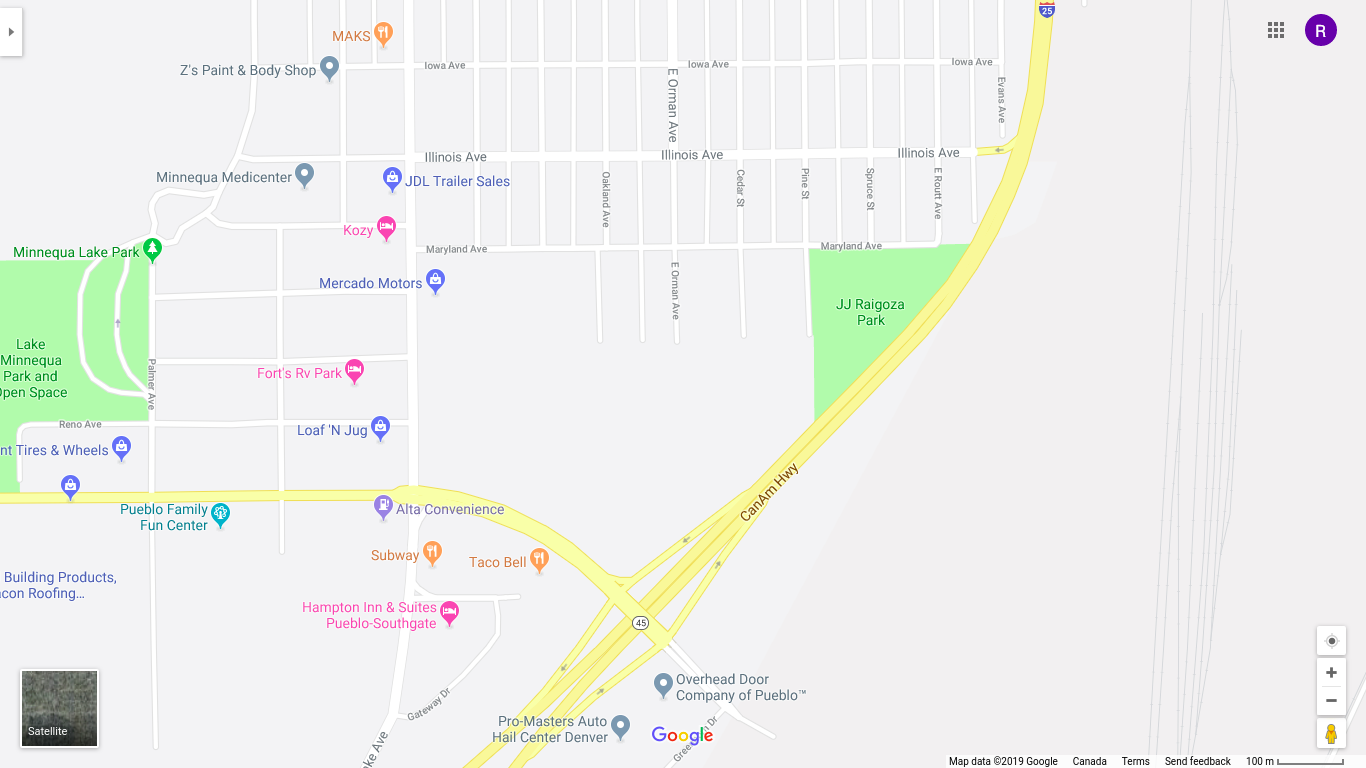 25
R
MAKS
Iowa Ave
Iowa Ave
Iowa Ave
Z's Paint & Body Shop
E Orman Ave
Evans Ave
Illinois Ave
Illinois Ave
Illinois Ave
Minnequa Medicenter
JDL Trailer Sales
Oakland Ave
Cedar St
Pine St
Spruce St
E Routt Ave
Kozy
Maryland Ave
Maryland Ave
Minnequa Lake Park
Mercado Motors
E Orman Ave
JJ Raigoza
Park
Lake
Minnequa
Park and
Open Space
Palmer Ave
Fort's Rv Park
Reno Ave
Loaf 'N Jug
nt Tires & Wheels
CanAm Hwy
Pueblo Family
Fun Center
Alta Convenience
Subway
Taco Bell
Building Products,
acon Roofing...
Hampton Inn & Suites
Pueblo-Southgate
45
Overhead Door
Company of Pueblo™
Gateway Dr
Pro-Masters Auto
Hail Center Denver
Google
Satellite
Map data ©2019 Google Canada Terms Send feedback 100 m